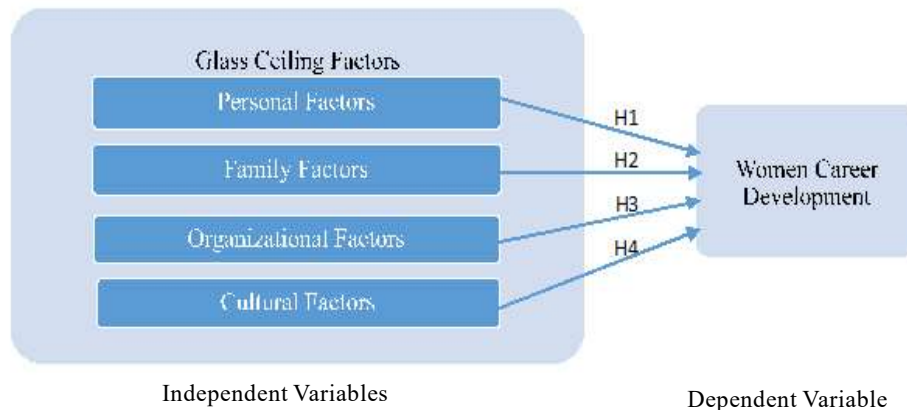 Glass Ceiling Factors
Personal Factors
H1
Family Factors
H2
Women Career
Development
Organizational Factors
H3
H4
Cultural Factors
Independent Variables
Dependent Variable